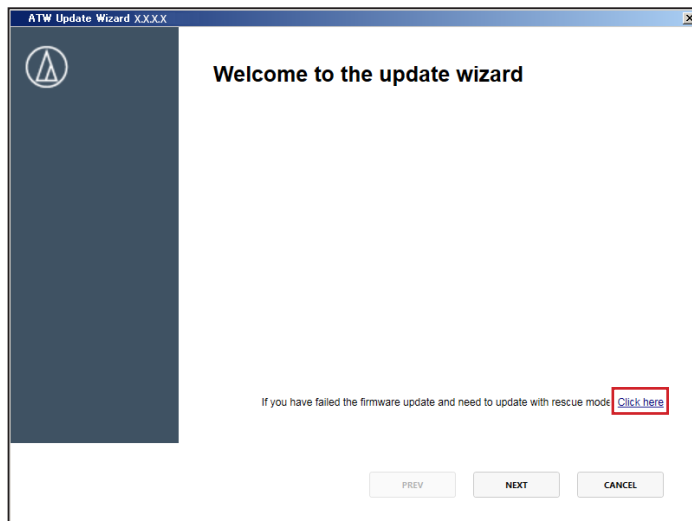 ATW Update Wizard X.X.X.X
Welcome to the update wizard
If you have failed the firmware update and need to update with rescue mode Click here
PREV NEXT CANCEL